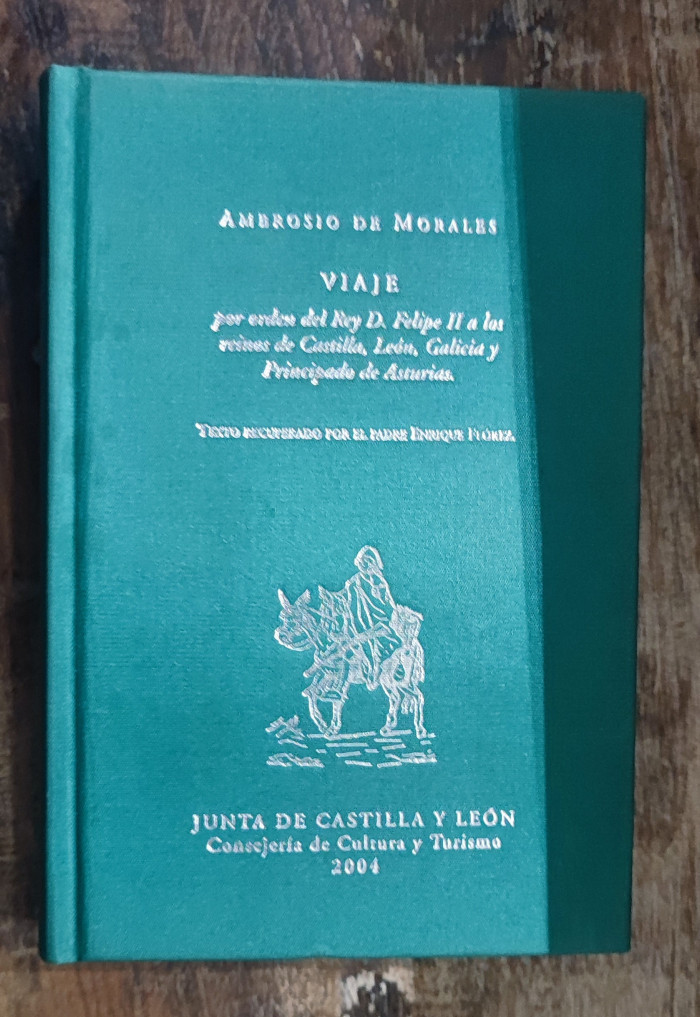 AMBROSIO DE MORALES
VIAJE
por orden del Rey D. Felipe II a los
reinos de Castilla, León, Galicia y
Principado de Asturias.
TEXTO RECUPERADO POR EL PADRE ENRIQUE FLÓREZ.
JUNTA DE CASTILLA Y LEÓN
Consejería de Cultura y Turismo
2004